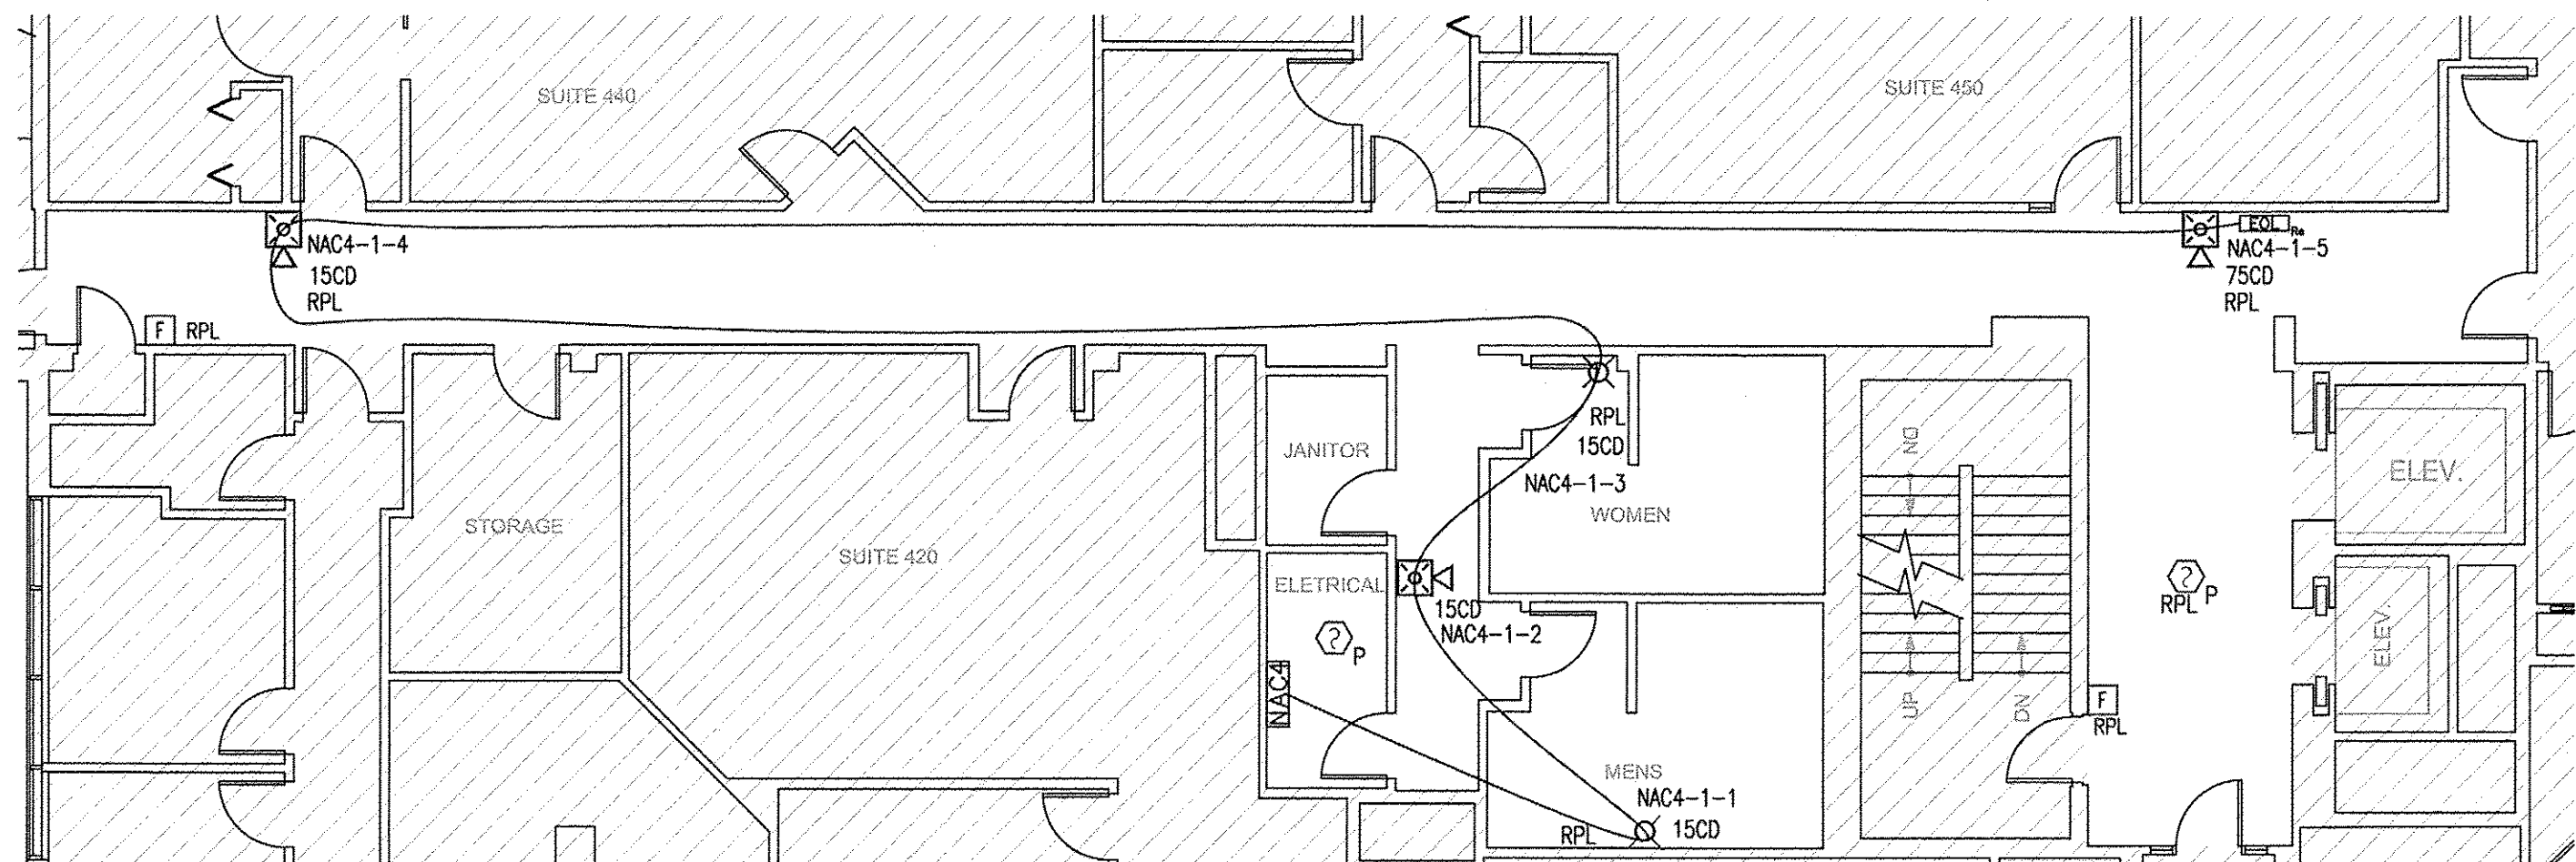 SUITE 440
SUITE 450
NAC4-1-4
15CD
RPL
EOL
Re
NAC4-1-5
75CD
RPL
F RPL
RPL
15CD
NAC4-1-3
JANITOR
WOMEN
DN
ELEV.
STORAGE
SUITE 420
ELETRICAL
15CD
NAC4-1-2
P
NAC4
RPL P
ELEV.
UP
DN
F
RPL
MENS
NAC4-1-1
RPL 15CD